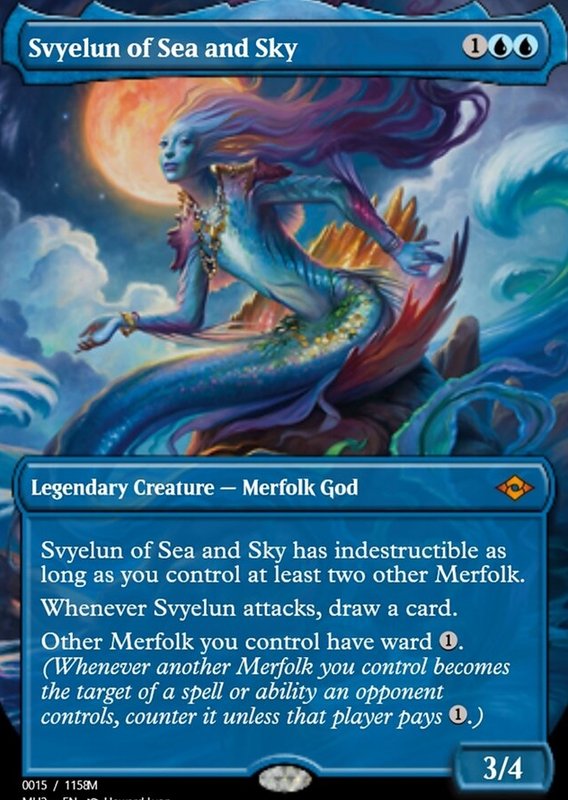 Svyelun of Sea and Sky 1
Legendary Creature — Merfolk God
Svyelun of Sea and Sky has indestructible as
long as you control at least two other Merfolk.
Whenever Svyelun attacks, draw a card.
Other Merfolk you control have ward 1.
(Whenever another Merfolk you control becomes
the target of a spell or ability an opponent
controls, counter it unless that player pays 1.)
3/4
0015 / 1158M